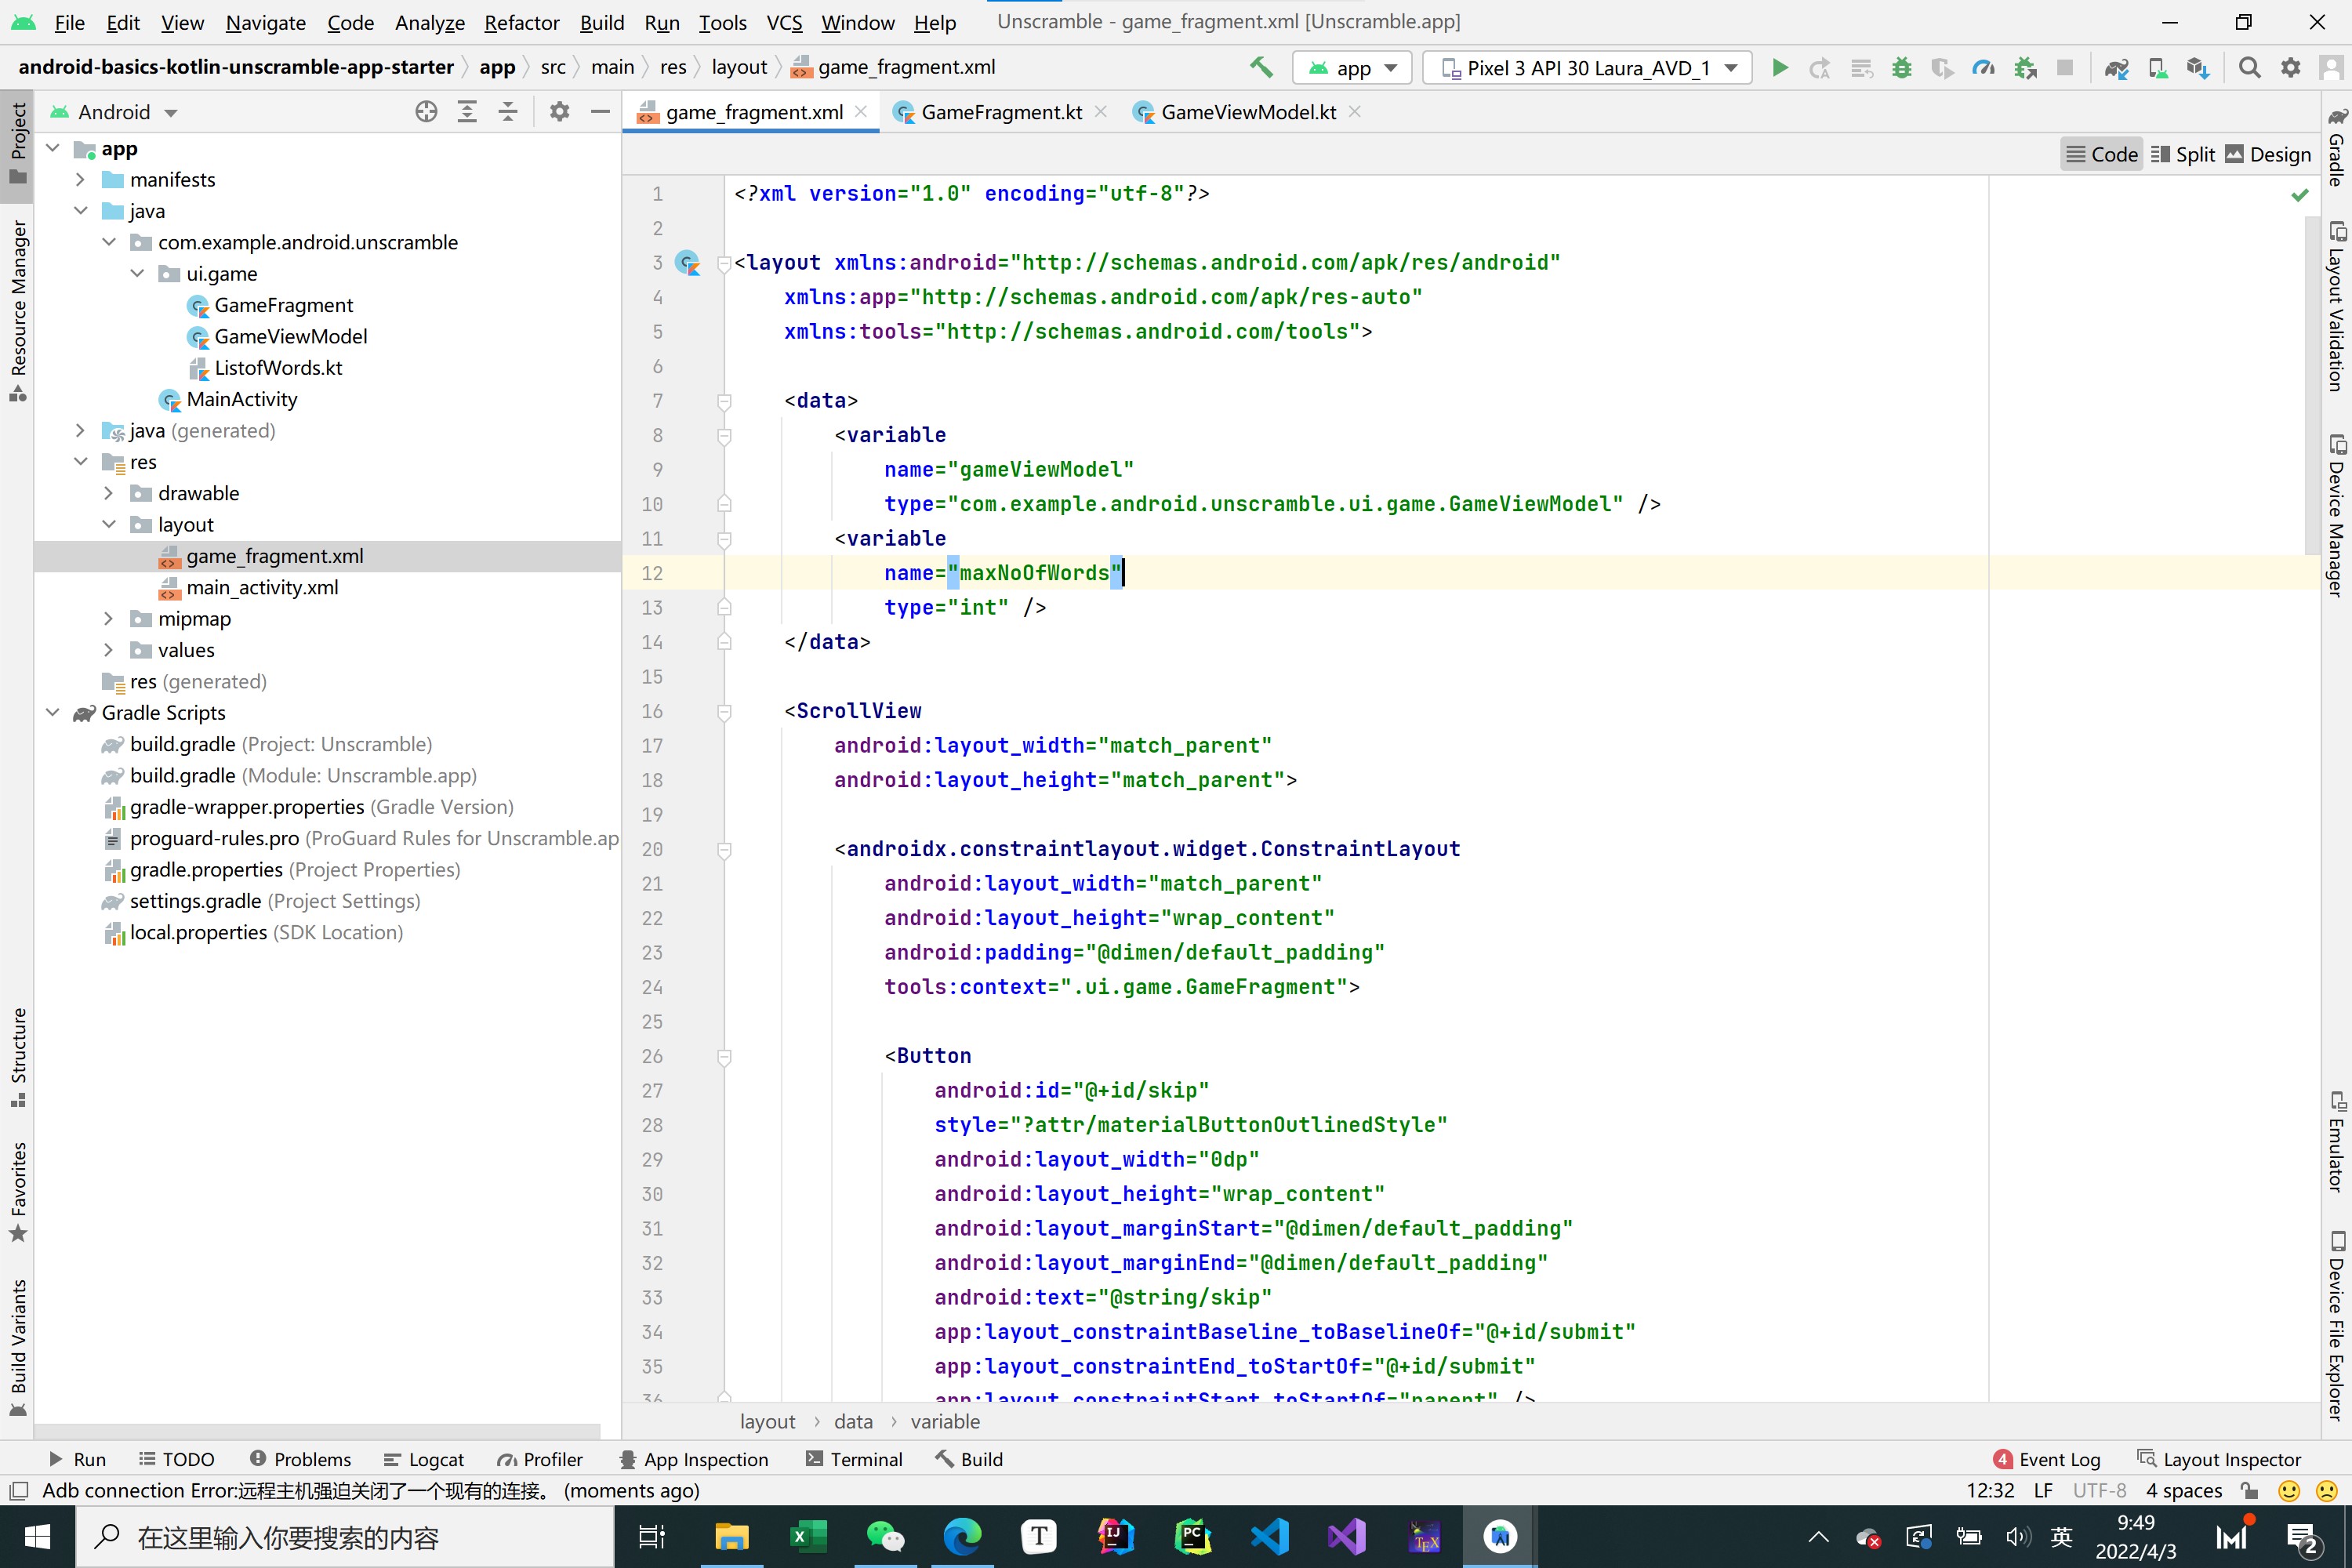 File Edit View Navigate Code Analyze Refactor Build Run Tools VCS Window Help Unscramble - game_fragment.xml [Unscramble.app]
android-basics-kotlin-unscramble-app-starter app src main res layout game_fragment.xml app Pixel 3 API 30 Laura_AVD_1
Android
game_fragment.xml GameFragment.kt GameViewModel.kt
Code Split Design
Project
Resource Manager
Structure
Favorites
Build Variants
app
manifests
java
com.example.android.unscramble
ui.game
GameFragment
GameViewModel
ListofWords.kt
MainActivity
java (generated)
res
drawable
layout
game_fragment.xml
main_activity.xml
mipmap
values
res (generated)
Gradle Scripts
build.gradle (Project: Unscramble)
build.gradle (Module: Unscramble.app)
gradle-wrapper.properties (Gradle Version)
proguard-rules.pro (ProGuard Rules for Unscramble.ap
gradle.properties (Project Properties)
settings.gradle (Project Settings)
local.properties (SDK Location)
1 <?xml version="1.0" encoding="utf-8"?>
2
3 <layout xmlns:android="http://schemas.android.com/apk/res/android"
4 xmlns:app="http://schemas.android.com/apk/res-auto"
5 xmlns:tools="http://schemas.android.com/tools">
6
7 <data>
8 <variable
9 name="gameViewModel"
10 type="com.example.android.unscramble.ui.game.GameViewModel" />
11 <variable
12 name="maxNoOfWords"
13 type="int" />
14 </data>
15
16 <ScrollView
17 android:layout_width="match_parent"
18 android:layout_height="match_parent">
19
20 <androidx.constraintlayout.widget.ConstraintLayout
21 android:layout_width="match_parent"
22 android:layout_height="wrap_content"
23 android:padding="@dimen/default_padding"
24 tools:context=".ui.game.GameFragment">
25
26 <Button
27 android:id="@+id/skip"
28 style="?attr/materialButtonOutlinedStyle"
29 android:layout_width="0dp"
30 android:layout_height="wrap_content"
31 android:layout_marginStart="@dimen/default_padding"
32 android:layout_marginEnd="@dimen/default_padding"
33 android:text="@string/skip"
34 app:layout_constraintBaseline_toBaselineOf="@+id/submit"
35 app:layout_constraintEnd_toStartOf="@+id/submit"
36 app:layout_constraintStart_toStartOf="parent" />
layout data variable
Gradle
Layout Validation
Device Manager
Emulator
Device File Explorer
Run TODO Problems Logcat Profiler App Inspection Terminal Build 4 Event Log Layout Inspector
Adb connection Error:远程主机强迫关闭了一个现有的连接。 (moments ago) 12:32 LF UTF-8 4 spaces
在这里输入你要搜索的内容 英 9:49
2022/4/3 2